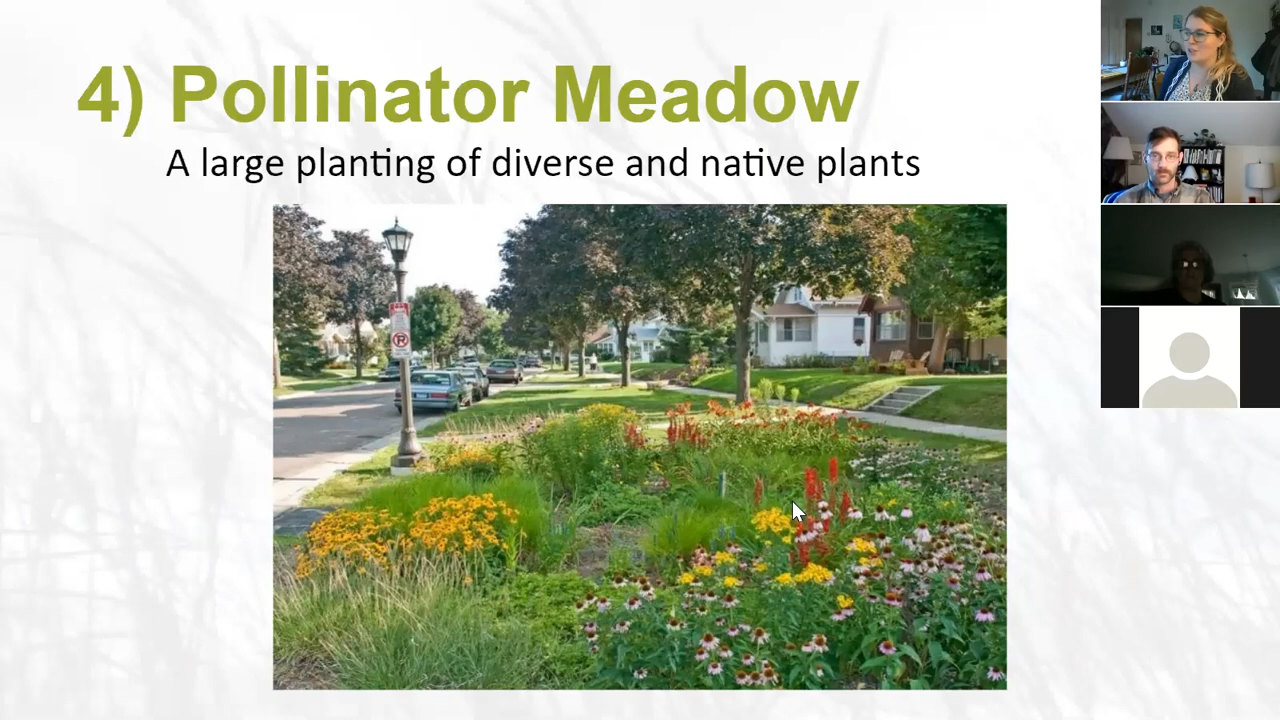 4) Pollinator Meadow
A large planting of diverse and native plants